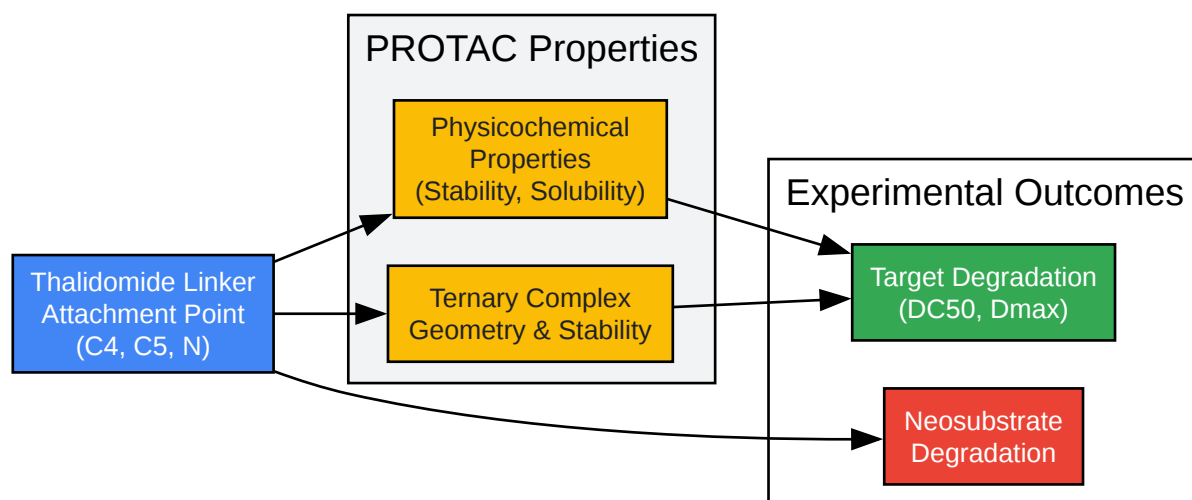 PROTAC Properties
Physicochemical
Properties
(Stability, Solubility)
Experimental Outcomes
Thalidomide Linker
Attachment Point
(C4, C5, N)
Ternary Complex
Geometry & Stability
Target Degradation
(DC50, Dmax)
Neosubstrate
Degradation